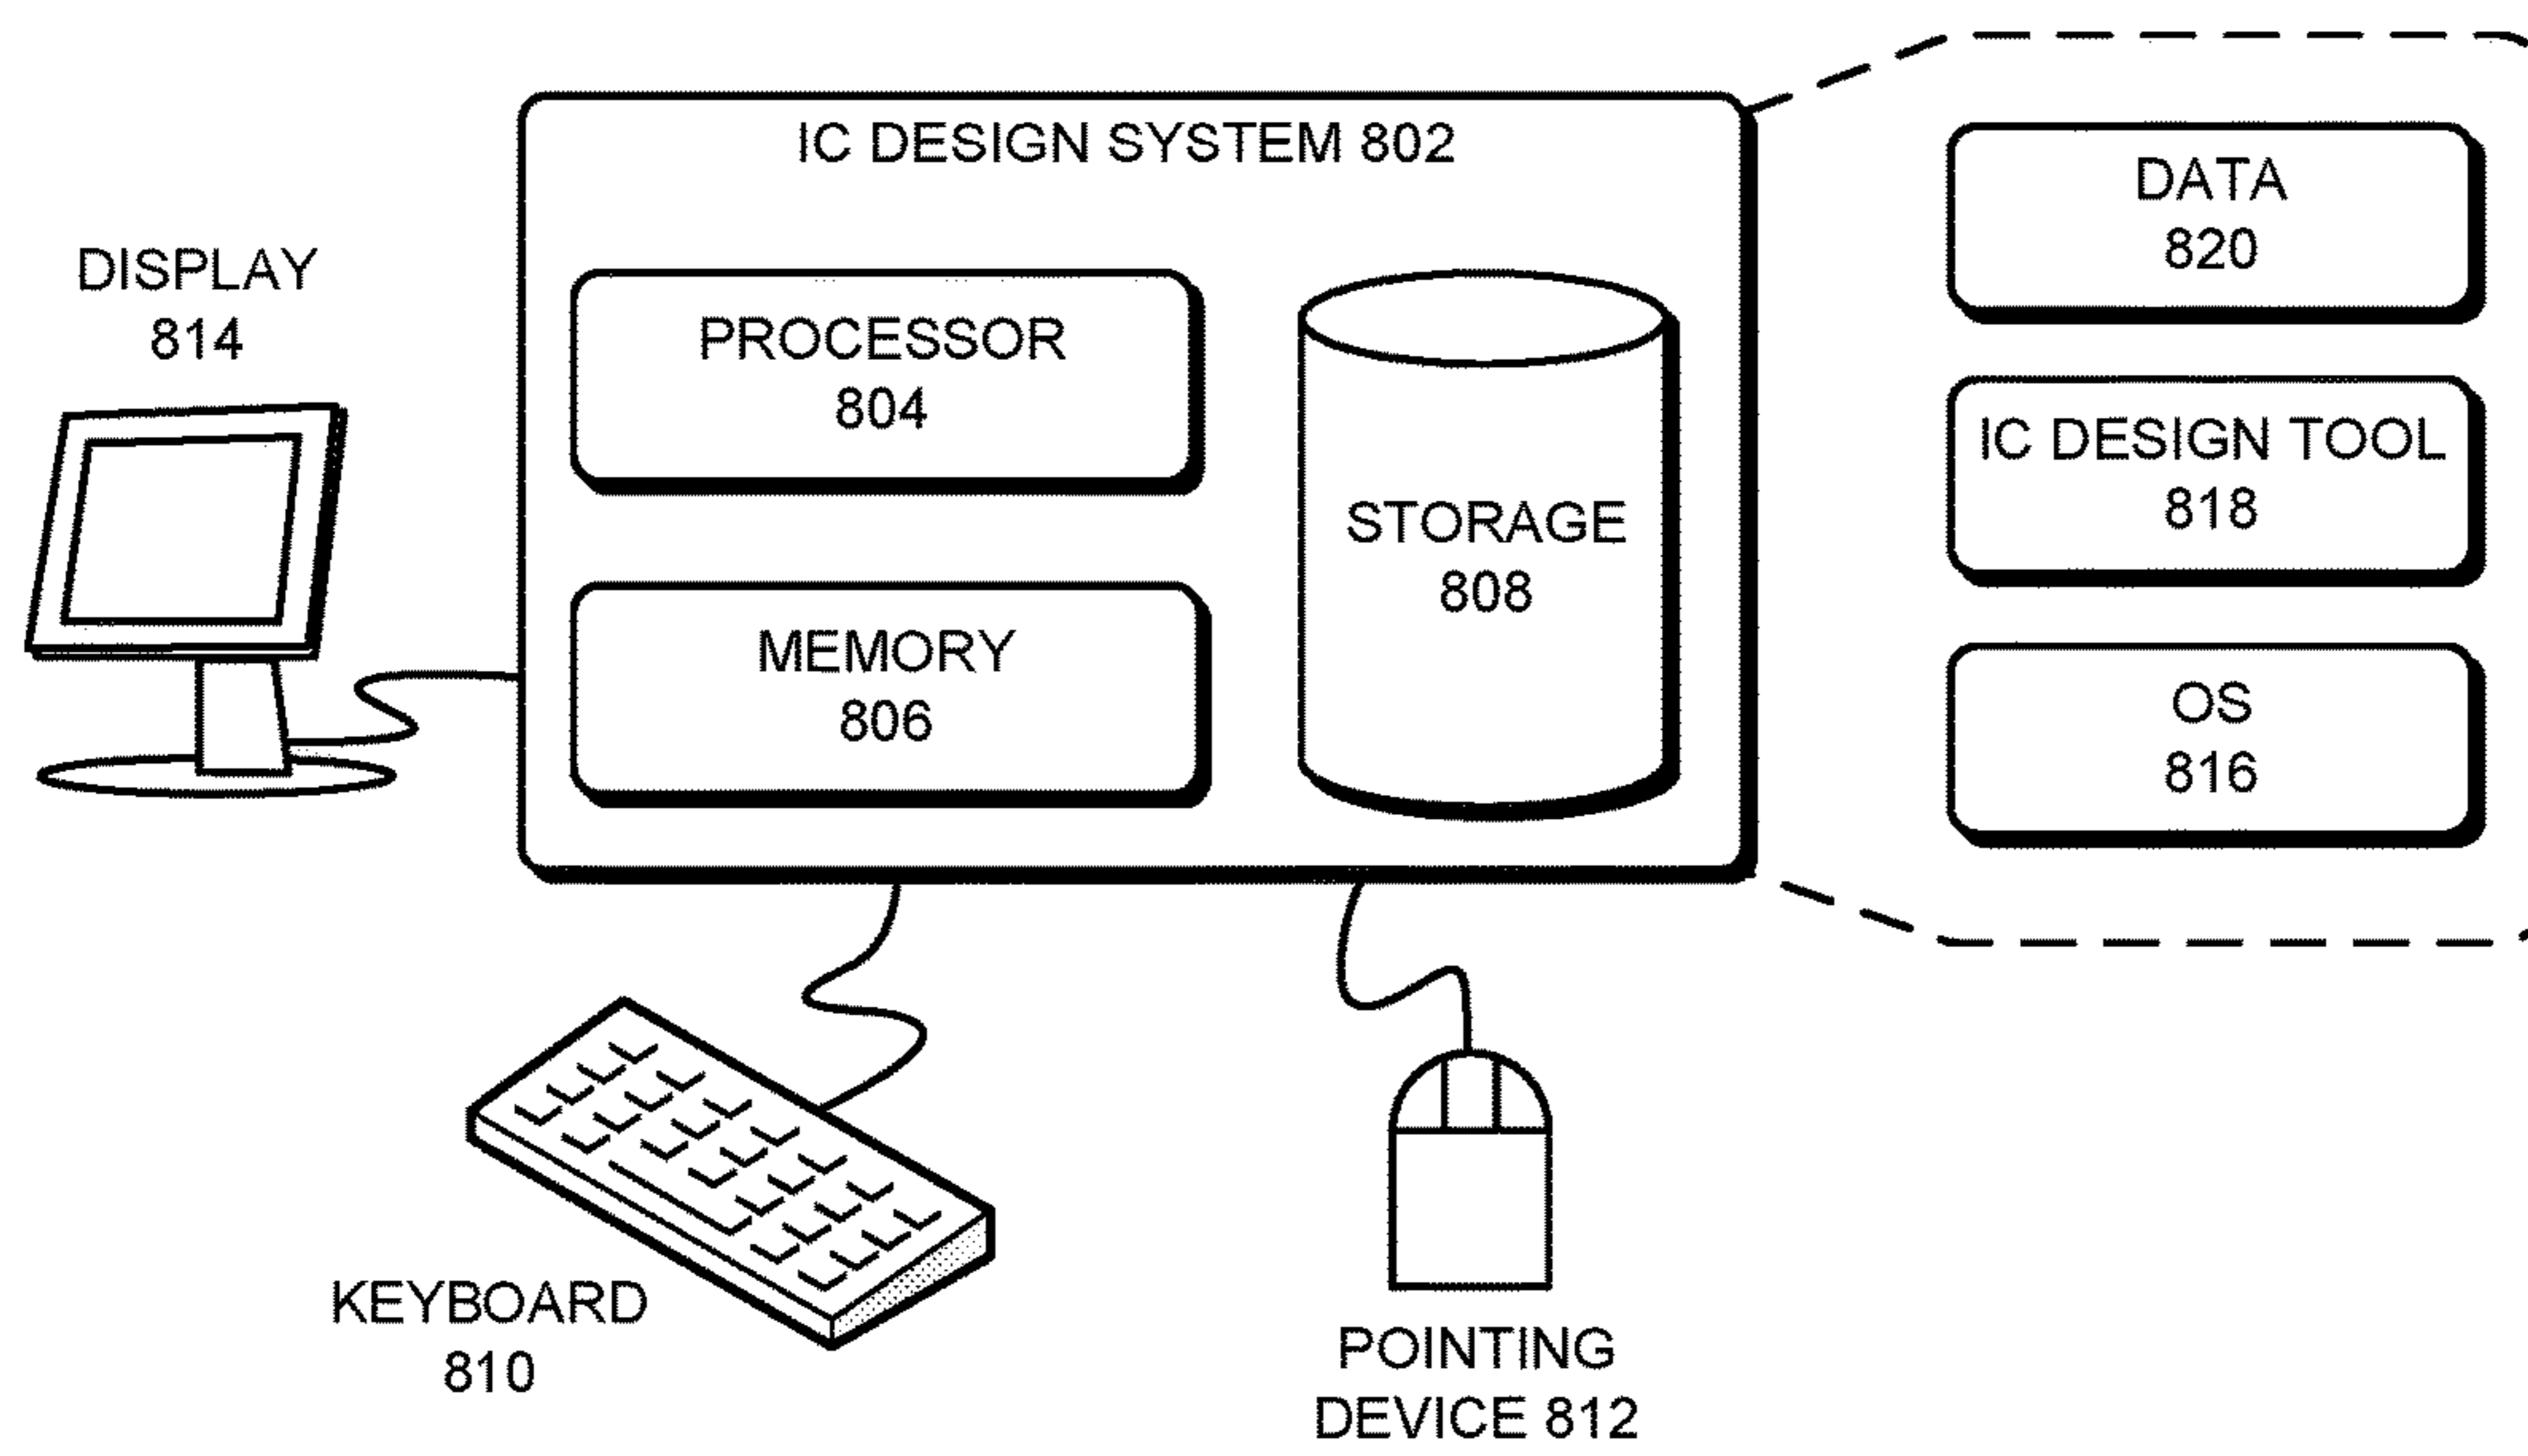 IC DESIGN SYSTEM 802
DISPLAY
814
PROCESSOR
804
MEMORY
806
STORAGE
808
DATA
820
IC DESIGN TOOL
818
OS
816
KEYBOARD
810
POINTING
DEVICE 812